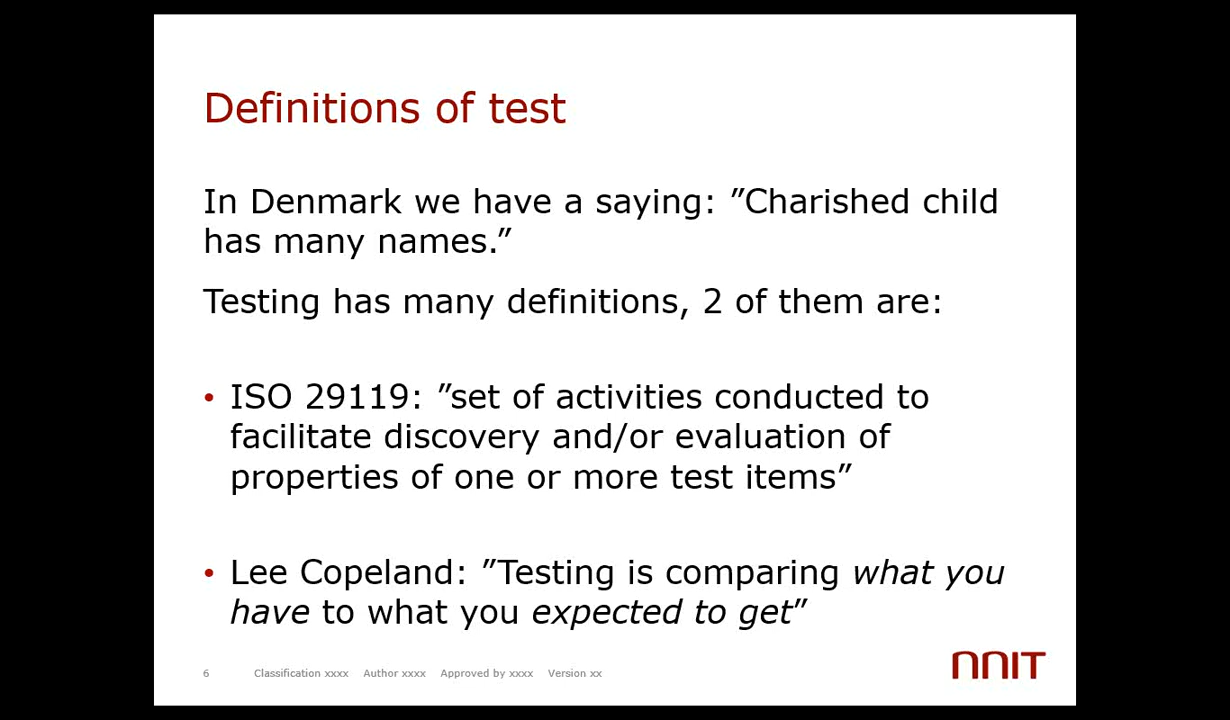 Definitions of test
In Denmark we have a saying: ”Charished child
has many names.”
Testing has many definitions, 2 of them are:
• ISO 29119: ”set of activities conducted to
facilitate discovery and/or evaluation of
properties of one or more test items”
• Lee Copeland: ”Testing is comparing what you
have to what you expected to get”
6 Classification xxxx Author xxxx Approved by xxxx Version xx
NNIT